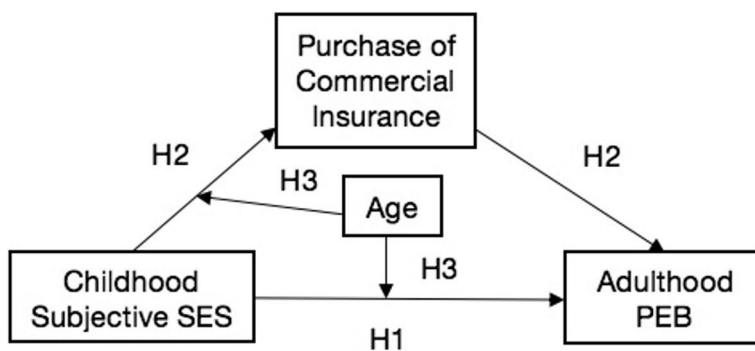 Purchase of
Commercial
Insurance
H2
H2
H3
Age
H3
Childhood
Subjective SES
Adulthood
PEB
H1